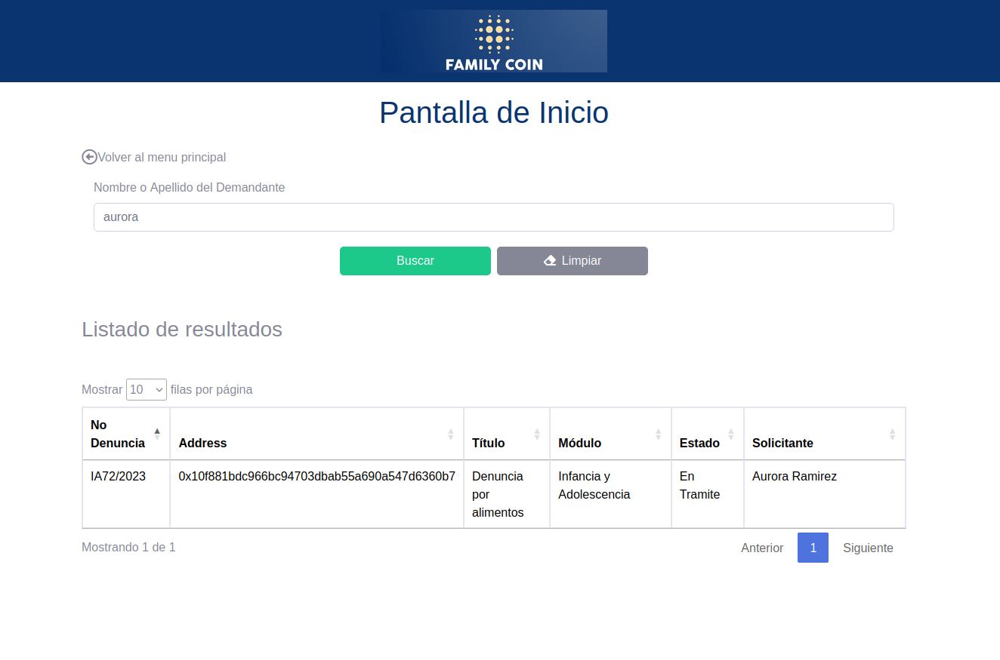 FAMILY COIN
Pantalla de Inicio
Volver al menu principal
Nombre o Apellido del Demandante
aurora
Buscar
Limpiar
Listado de resultados
Mostrar 10 filas por página
No
Denuncia
Address
Título
Módulo
Estado
Solicitante
IA72/2023
0x10f881bdc966bc94703dbab55a690a547d6360b7
Denuncia
por
alimentos
Infancia y
Adolescencia
En
Tramite
Aurora Ramirez
Mostrando 1 de 1
Anterior 1 Siguiente